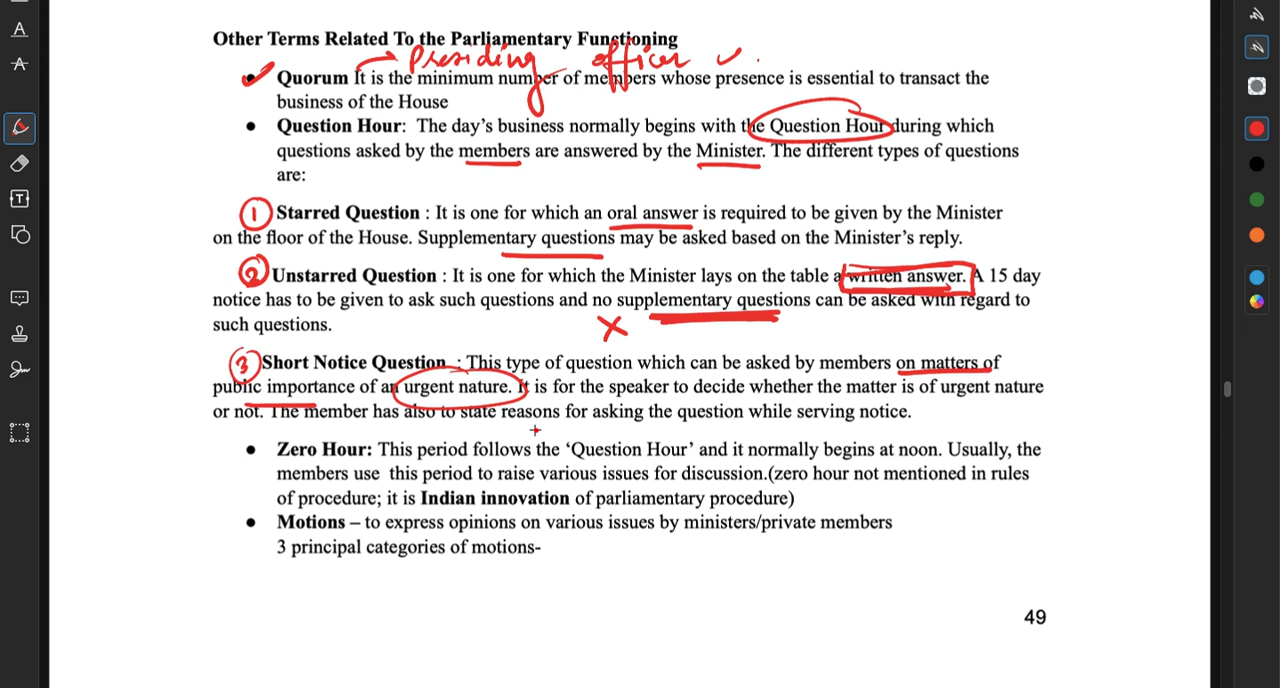 Other Terms Related To the Parliamentary Functioning
Presiding officer
• Quorum It is the minimum number of members whose presence is essential to transact the
business of the House
• Question Hour: The day's business normally begins with the Question Hour during which
questions asked by the members are answered by the Minister. The different types of questions
are:
1 Starred Question : It is one for which an oral answer is required to be given by the Minister
on the floor of the House. Supplementary questions may be asked based on the Minister's reply.
2 Unstarred Question : It is one for which the Minister lays on the table a written answer. A 15 day
notice has to be given to ask such questions and no supplementary questions can be asked with regard to
such questions.
3 Short Notice Question : This type of question which can be asked by members on matters of
public importance of an urgent nature. It is for the speaker to decide whether the matter is of urgent nature
or not. The member has also to state reasons for asking the question while serving notice.
• Zero Hour: This period follows the 'Question Hour' and it normally begins at noon. Usually, the
members use this period to raise various issues for discussion.(zero hour not mentioned in rules
of procedure; it is Indian innovation of parliamentary procedure)
• Motions – to express opinions on various issues by ministers/private members
3 principal categories of motions-
49